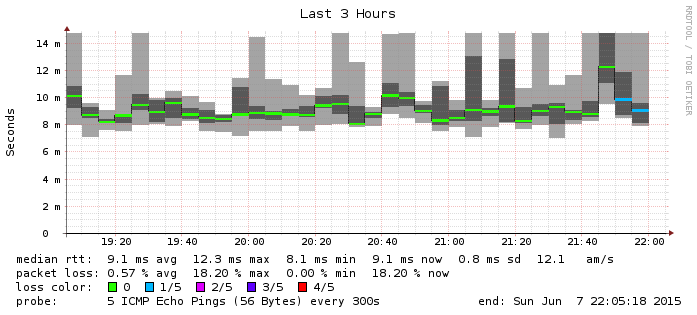 Last 3 Hours
RRDTOOL / TOBI OETIKER
Seconds
14 m
12 m
10 m
8 m
6 m
4 m
2 m
0
19:20 19:40 20:00 20:20 20:40 21:00 21:20 21:40 22:00
median rtt: 9.1 ms avg 12.3 ms max 8.1 ms min 9.1 ms now 0.8 ms sd 12.1 am/s
packet loss: 0.57 % avg 18.20 % max 0.00 % min 18.20 % now
loss color: 0 1/5 2/5 3/5 4/5
probe: 5 ICMP Echo Pings (56 Bytes) every 300s end: Sun Jun 7 22:05:18 2015